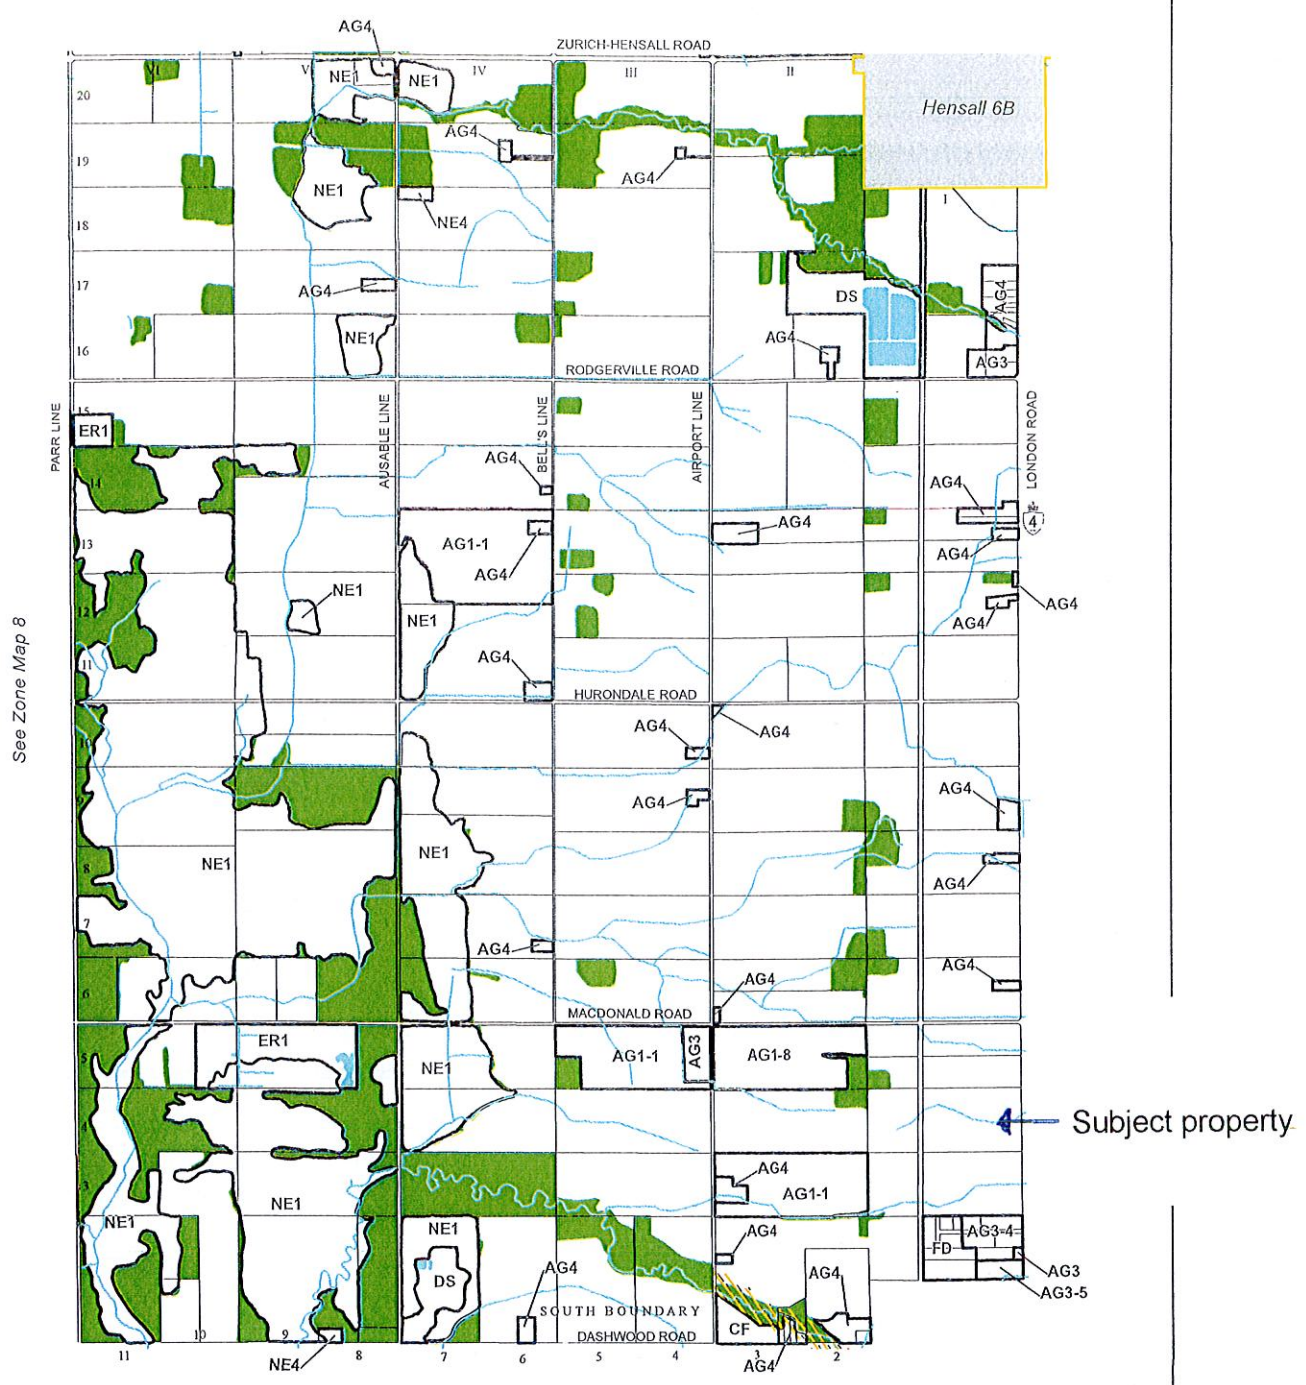 AG4
ZURICH-HENSALL ROAD
VI
V
NE1
NE1
IV
III
II
20
Hensall 6B
AG4
19
AG4
NE1
NE4
I
18
17
AG4
DS
AG4
NE1
AG4
16
AG3
RODGERVILLE ROAD
PARR LINE
AUSABLE LINE
BELL'S LINE
AIRPORT LINE
LONDON ROAD
15
ER1
AG4
14
AG4
4
AG4
13
AG1-1
AG4
AG4
NE1
AG4
12
NE1
AG4
See Zone Map 8
11
AG4
HURONDALE ROAD
AG4
AG4
10
AG4
AG4
9
NE1
NE1
8
AG4
7
AG4
AG4
6
AG4
MACDONALD ROAD
5
ER1
NE1
AG1-1
AG3
AG1-8
4
Subject property
AG4
AG1-1
3
NE1
NE1
NE1
AG4
FD
AG3-4
DS
AG4
AG4
AG3
AG3-5
SOUTH BOUNDARY
DASHWOOD ROAD
CF
10
9
NE4
AG4
11
8
7
6
5
4
3
2